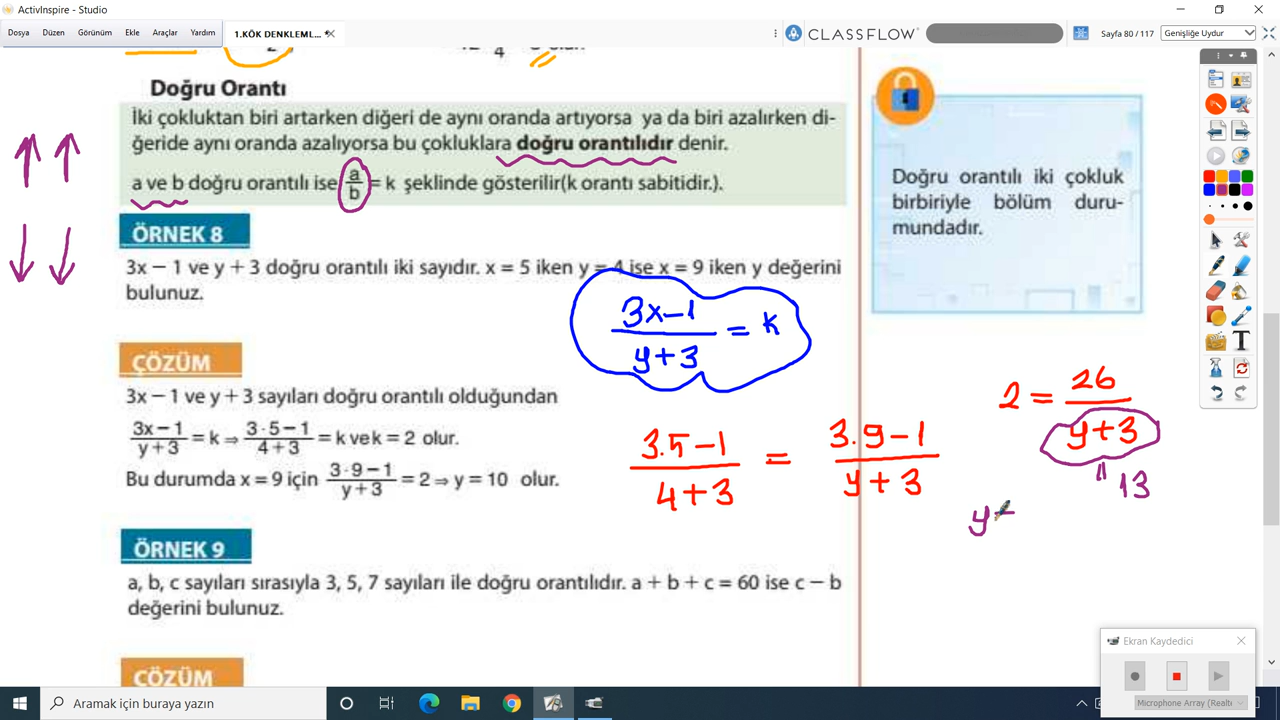 ActivInspire - Studio
Dosya Düzen Görünüm Ekle Araçlar Yardım
1.KÖK DENKLEML...
CLASSFLOW
Sayfa 80 / 117
Genişliğe Uydur
Doğru Orantı
İki çokluktan biri artarken diğeri de aynı oranda artıyorsa ya da biri azalırken di-
ğeride aynı oranda azalıyorsa bu çokluklara doğru orantılıdır denir.
a ve b doğru orantılı ise a/b = k şeklinde gösterilir(k orantı sabitidir.).
Doğru orantılı iki çokluk
birbiriyle bölüm duru-
mundadır.
ÖRNEK 8
3x − 1 ve y + 3 doğru orantılı iki sayıdır. x = 5 iken y = 4 ise x = 9 iken y değerini
bulunuz.
3x-1/y+3 = k
ÇÖZÜM
3x − 1 ve y + 3 sayıları doğru orantılı olduğundan
3x−1/y+3 = k ⇒ 3·5−1/4+3 = k ve k = 2 olur.
Bu durumda x = 9 için 3·9−1/y+3 = 2 ⇒ y = 10 olur.
3.5-1/4+3 = 3.9-1/y+3
2 = 26/y+3
= 13
y=
ÖRNEK 9
a, b, c sayıları sırasıyla 3, 5, 7 sayıları ile doğru orantılıdır. a + b + c = 60 ise c − b
değerini bulunuz.
ÇÖZÜM
Ekran Kaydedici
Microphone Array (Realt
Aramak için buraya yazın